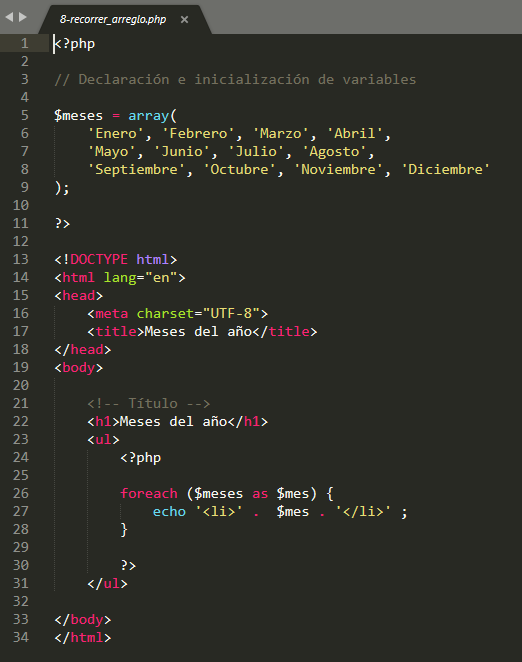 8-recorrer_arreglo.php ×
1 <?php
2
3 // Declaración e inicialización de variables
4
5 $meses = array(
6     'Enero', 'Febrero', 'Marzo', 'Abril',
7     'Mayo', 'Junio', 'Julio', 'Agosto',
8     'Septiembre', 'Octubre', 'Noviembre', 'Diciembre'
9 );
10
11 ?>
12
13 <!DOCTYPE html>
14 <html lang="en">
15 <head>
16     <meta charset="UTF-8">
17     <title>Meses del año</title>
18 </head>
19 <body>
20
21     <!-- Título -->
22     <h1>Meses del año</h1>
23     <ul>
24         <?php
25
26         foreach ($meses as $mes) {
27             echo '<li>' .  $mes . '</li>' ;
28         }
29
30         ?>
31     </ul>
32
33 </body>
34 </html>